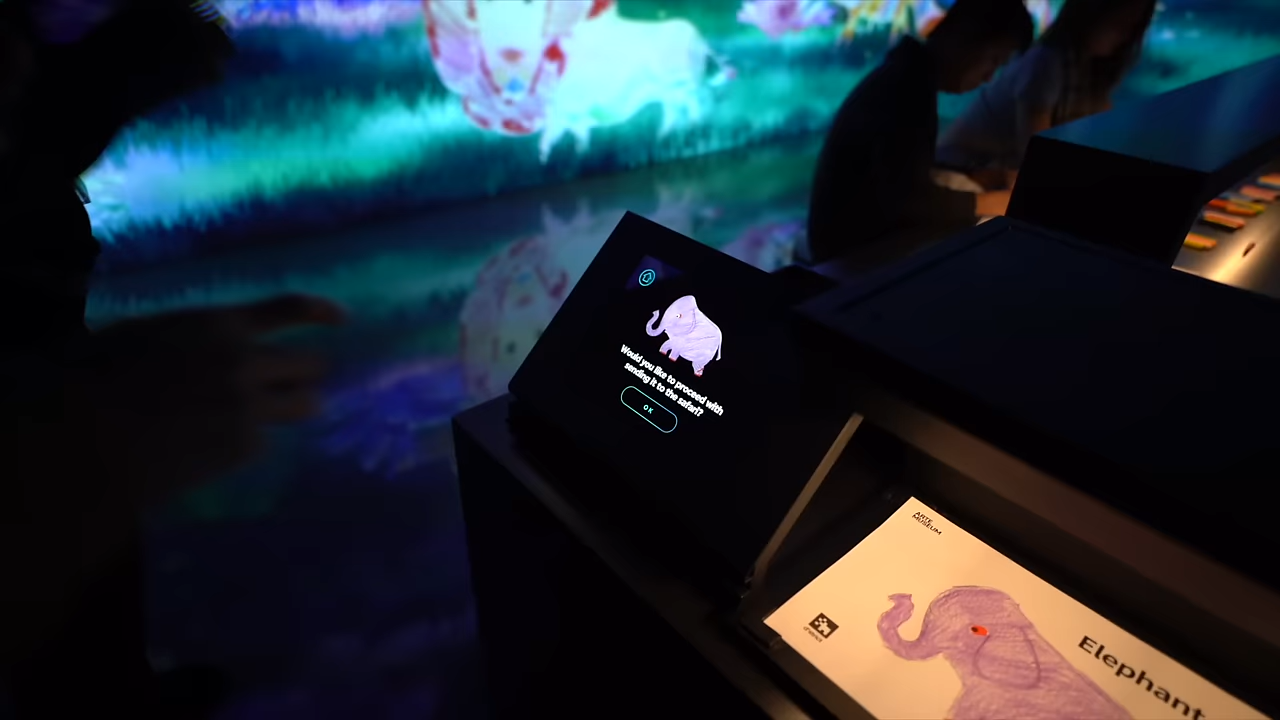 Would you like to proceed with
sending it to the safari?
OK
ARTE
MUSEUM
Elephant